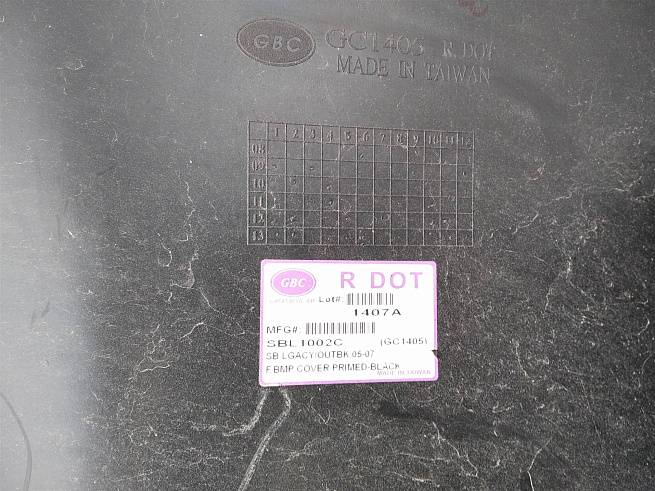 GBC GC1405 R. DOT
MADE IN TAIWAN
1 2 3 4 5 6 7 8 9 10 11 12
08
09
10
11
12
13
GBC R DOT
Lot#:
1407A
MFG#:
SBL1002C (GC1405)
SB LGACY/OUTBK 05-07
F.BMP COVER PRIMED-BLACK
MADE IN TAIWAN